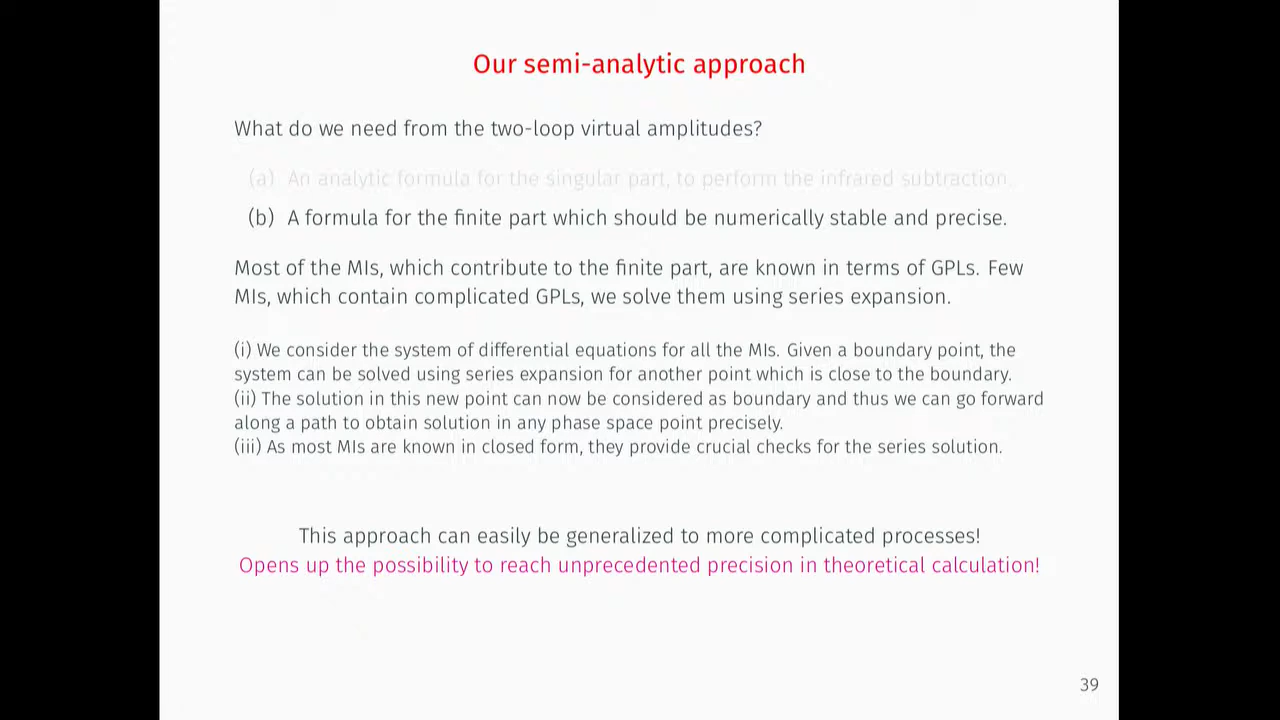 Our semi-analytic approach
What do we need from the two-loop virtual amplitudes?
(a) An analytic formula for the singular part, to perform the infrared subtraction.
(b) A formula for the finite part which should be numerically stable and precise.
Most of the MIs, which contribute to the finite part, are known in terms of GPLs. Few
MIs, which contain complicated GPLs, we solve them using series expansion.
(i) We consider the system of differential equations for all the MIs. Given a boundary point, the
system can be solved using series expansion for another point which is close to the boundary.
(ii) The solution in this new point can now be considered as boundary and thus we can go forward
along a path to obtain solution in any phase space point precisely.
(iii) As most MIs are known in closed form, they provide crucial checks for the series solution.
This approach can easily be generalized to more complicated processes!
Opens up the possibility to reach unprecedented precision in theoretical calculation!
39